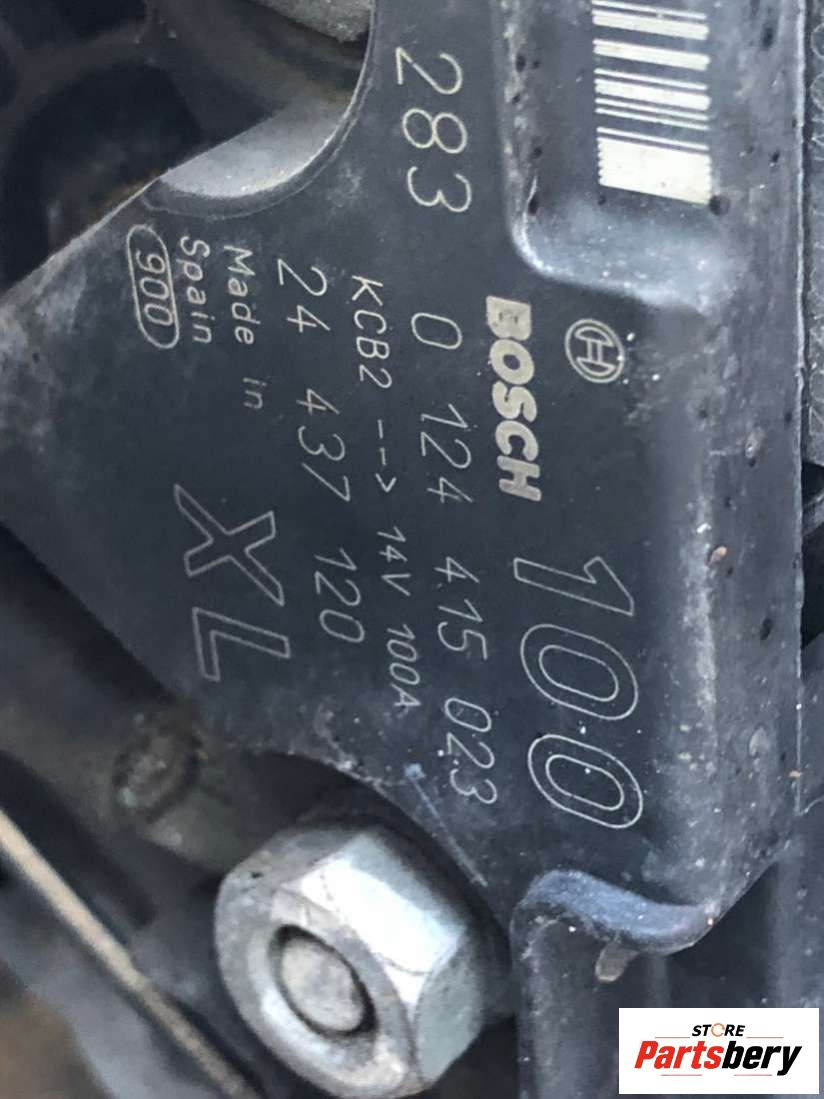 283
BOSCH 100
0 124 415 023
KCB2 --> 14V 100A
24 437 120
Made in
Spain
900
XL
STORE
Partsbery